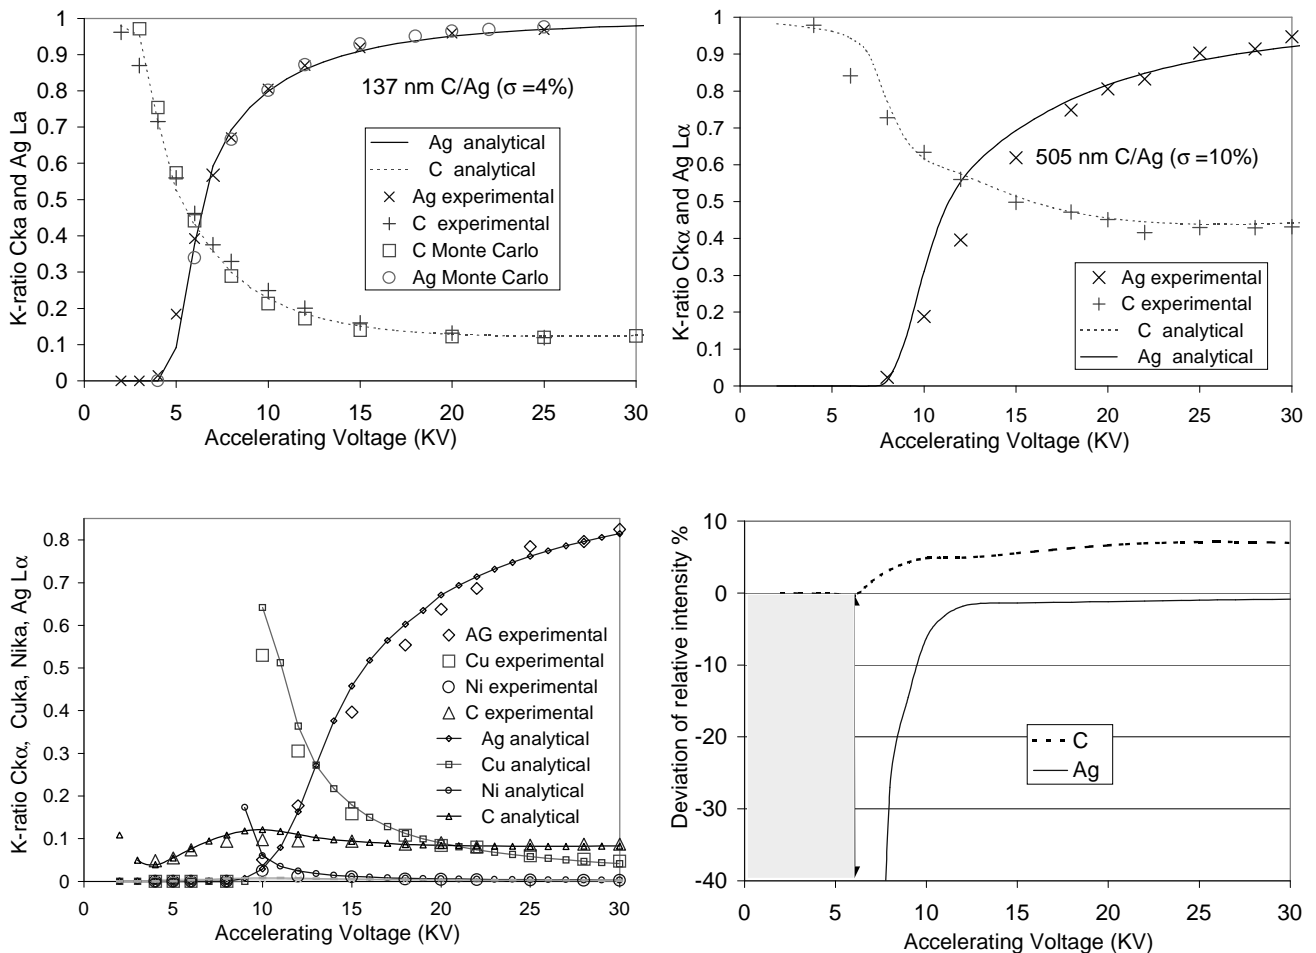 K-ratio Cka and Ag La
1
0.9
0.8
0.7
0.6
0.5
0.4
0.3
0.2
0.1
0
137 nm C/Ag (σ =4%)
Ag analytical
C analytical
Ag experimental
C experimental
C Monte Carlo
Ag Monte Carlo
0 5 10 15 20 25 30
Accelerating Voltage (KV)
K-ratio Ckα and Ag Lα
1
0.9
0.8
0.7
0.6
0.5
0.4
0.3
0.2
0.1
0
505 nm C/Ag (σ =10%)
Ag experimental
C experimental
C analytical
Ag analytical
0 5 10 15 20 25 30
Accelerating Voltage (KV)
K-ratio Ckα, Cuka, Nika, Ag Lα
0.8
0.7
0.6
0.5
0.4
0.3
0.2
0.1
0
AG experimental
Cu experimental
Ni experimental
C experimental
Ag analytical
Cu analytical
Ni analytical
C analytical
0 5 10 15 20 25 30
Accelerating Voltage (KV)
Deviation of relative intensity %
10
0
-10
-20
-30
-40
C
Ag
0 5 10 15 20 25 30
Accelerating Voltage (KV)